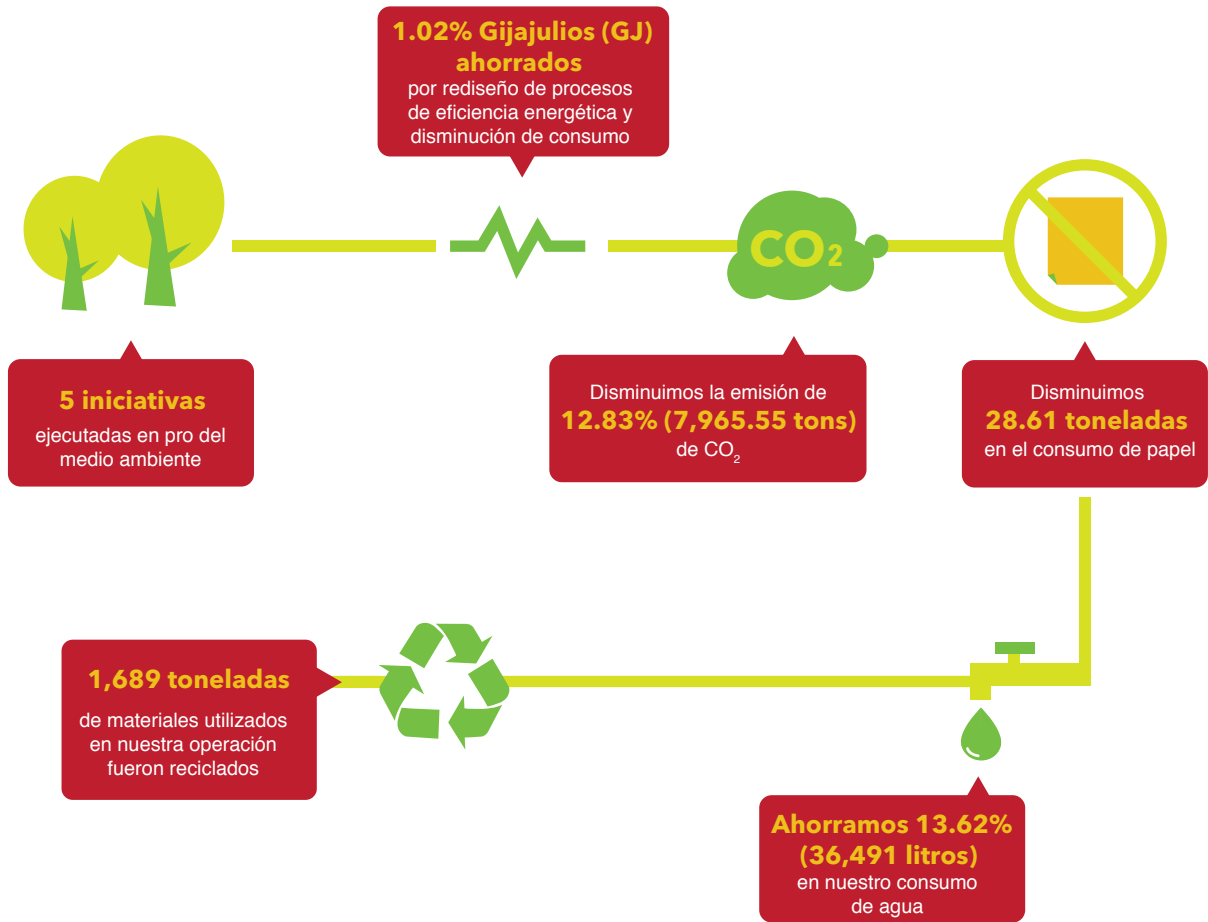 1.02% Gijajulios (GJ)
ahorrados
por rediseño de procesos
de eficiencia energética y
disminución de consumo
CO2
5 iniciativas
ejecutadas en pro del
medio ambiente
Disminuimos la emisión de
12.83% (7,965.55 tons)
de CO2
Disminuimos
28.61 toneladas
en el consumo de papel
1,689 toneladas
de materiales utilizados
en nuestra operación
fueron reciclados
Ahorramos 13.62%
(36,491 litros)
en nuestro consumo
de agua